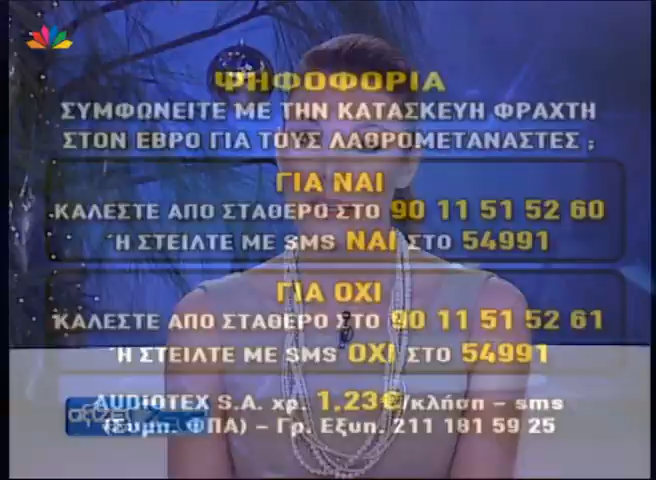 ΨΗΦΟΦΟΡΙΑ
ΣΥΜΦΩΝΕΙΤΕ ΜΕ ΤΗΝ ΚΑΤΑΣΚΕΥΗ ΦΡΑΧΤΗ
ΣΤΟΝ ΕΒΡΟ ΓΙΑ ΤΟΥΣ ΛΑΘΡΟΜΕΤΑΝΑΣΤΕΣ ;
ΓΙΑ ΝΑΙ
ΚΑΛΕΣΤΕ ΑΠΟ ΣΤΑΘΕΡΟ ΣΤΟ 90 11 51 52 60
Ή ΣΤΕΙΛΤΕ ΜΕ SMS ΝΑΙ ΣΤΟ 54991
ΓΙΑ ΟΧΙ
ΚΑΛΕΣΤΕ ΑΠΟ ΣΤΑΘΕΡΟ ΣΤΟ 90 11 51 52 61
Ή ΣΤΕΙΛΤΕ ΜΕ SMS ΟΧΙ ΣΤΟ 54991
AUDIOTEX S.A. χρ. 1,23€/κλήση – sms
(Συμπ. ΦΠΑ) – Γρ. Εξυπ. 211 181 59 25